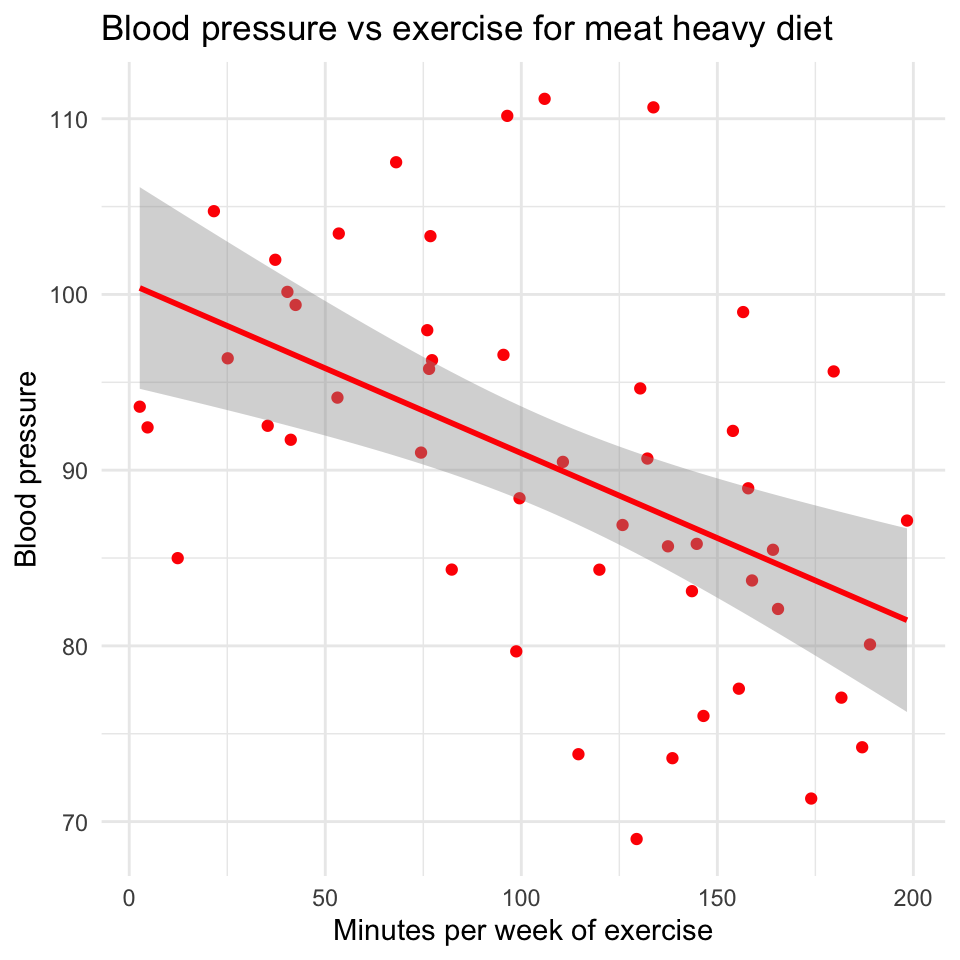 Blood pressure vs exercise for meat heavy diet
110
100
90
80
70
Blood pressure
0 50 100 150 200
Minutes per week of exercise